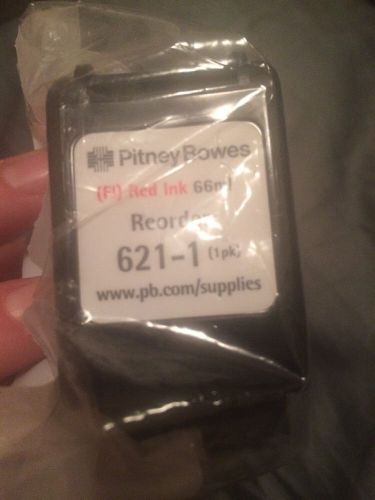 Pitney Bowes
(FI) Red Ink 66ml
Reorder
621-1 (1pk)
www.pb.com/supplies